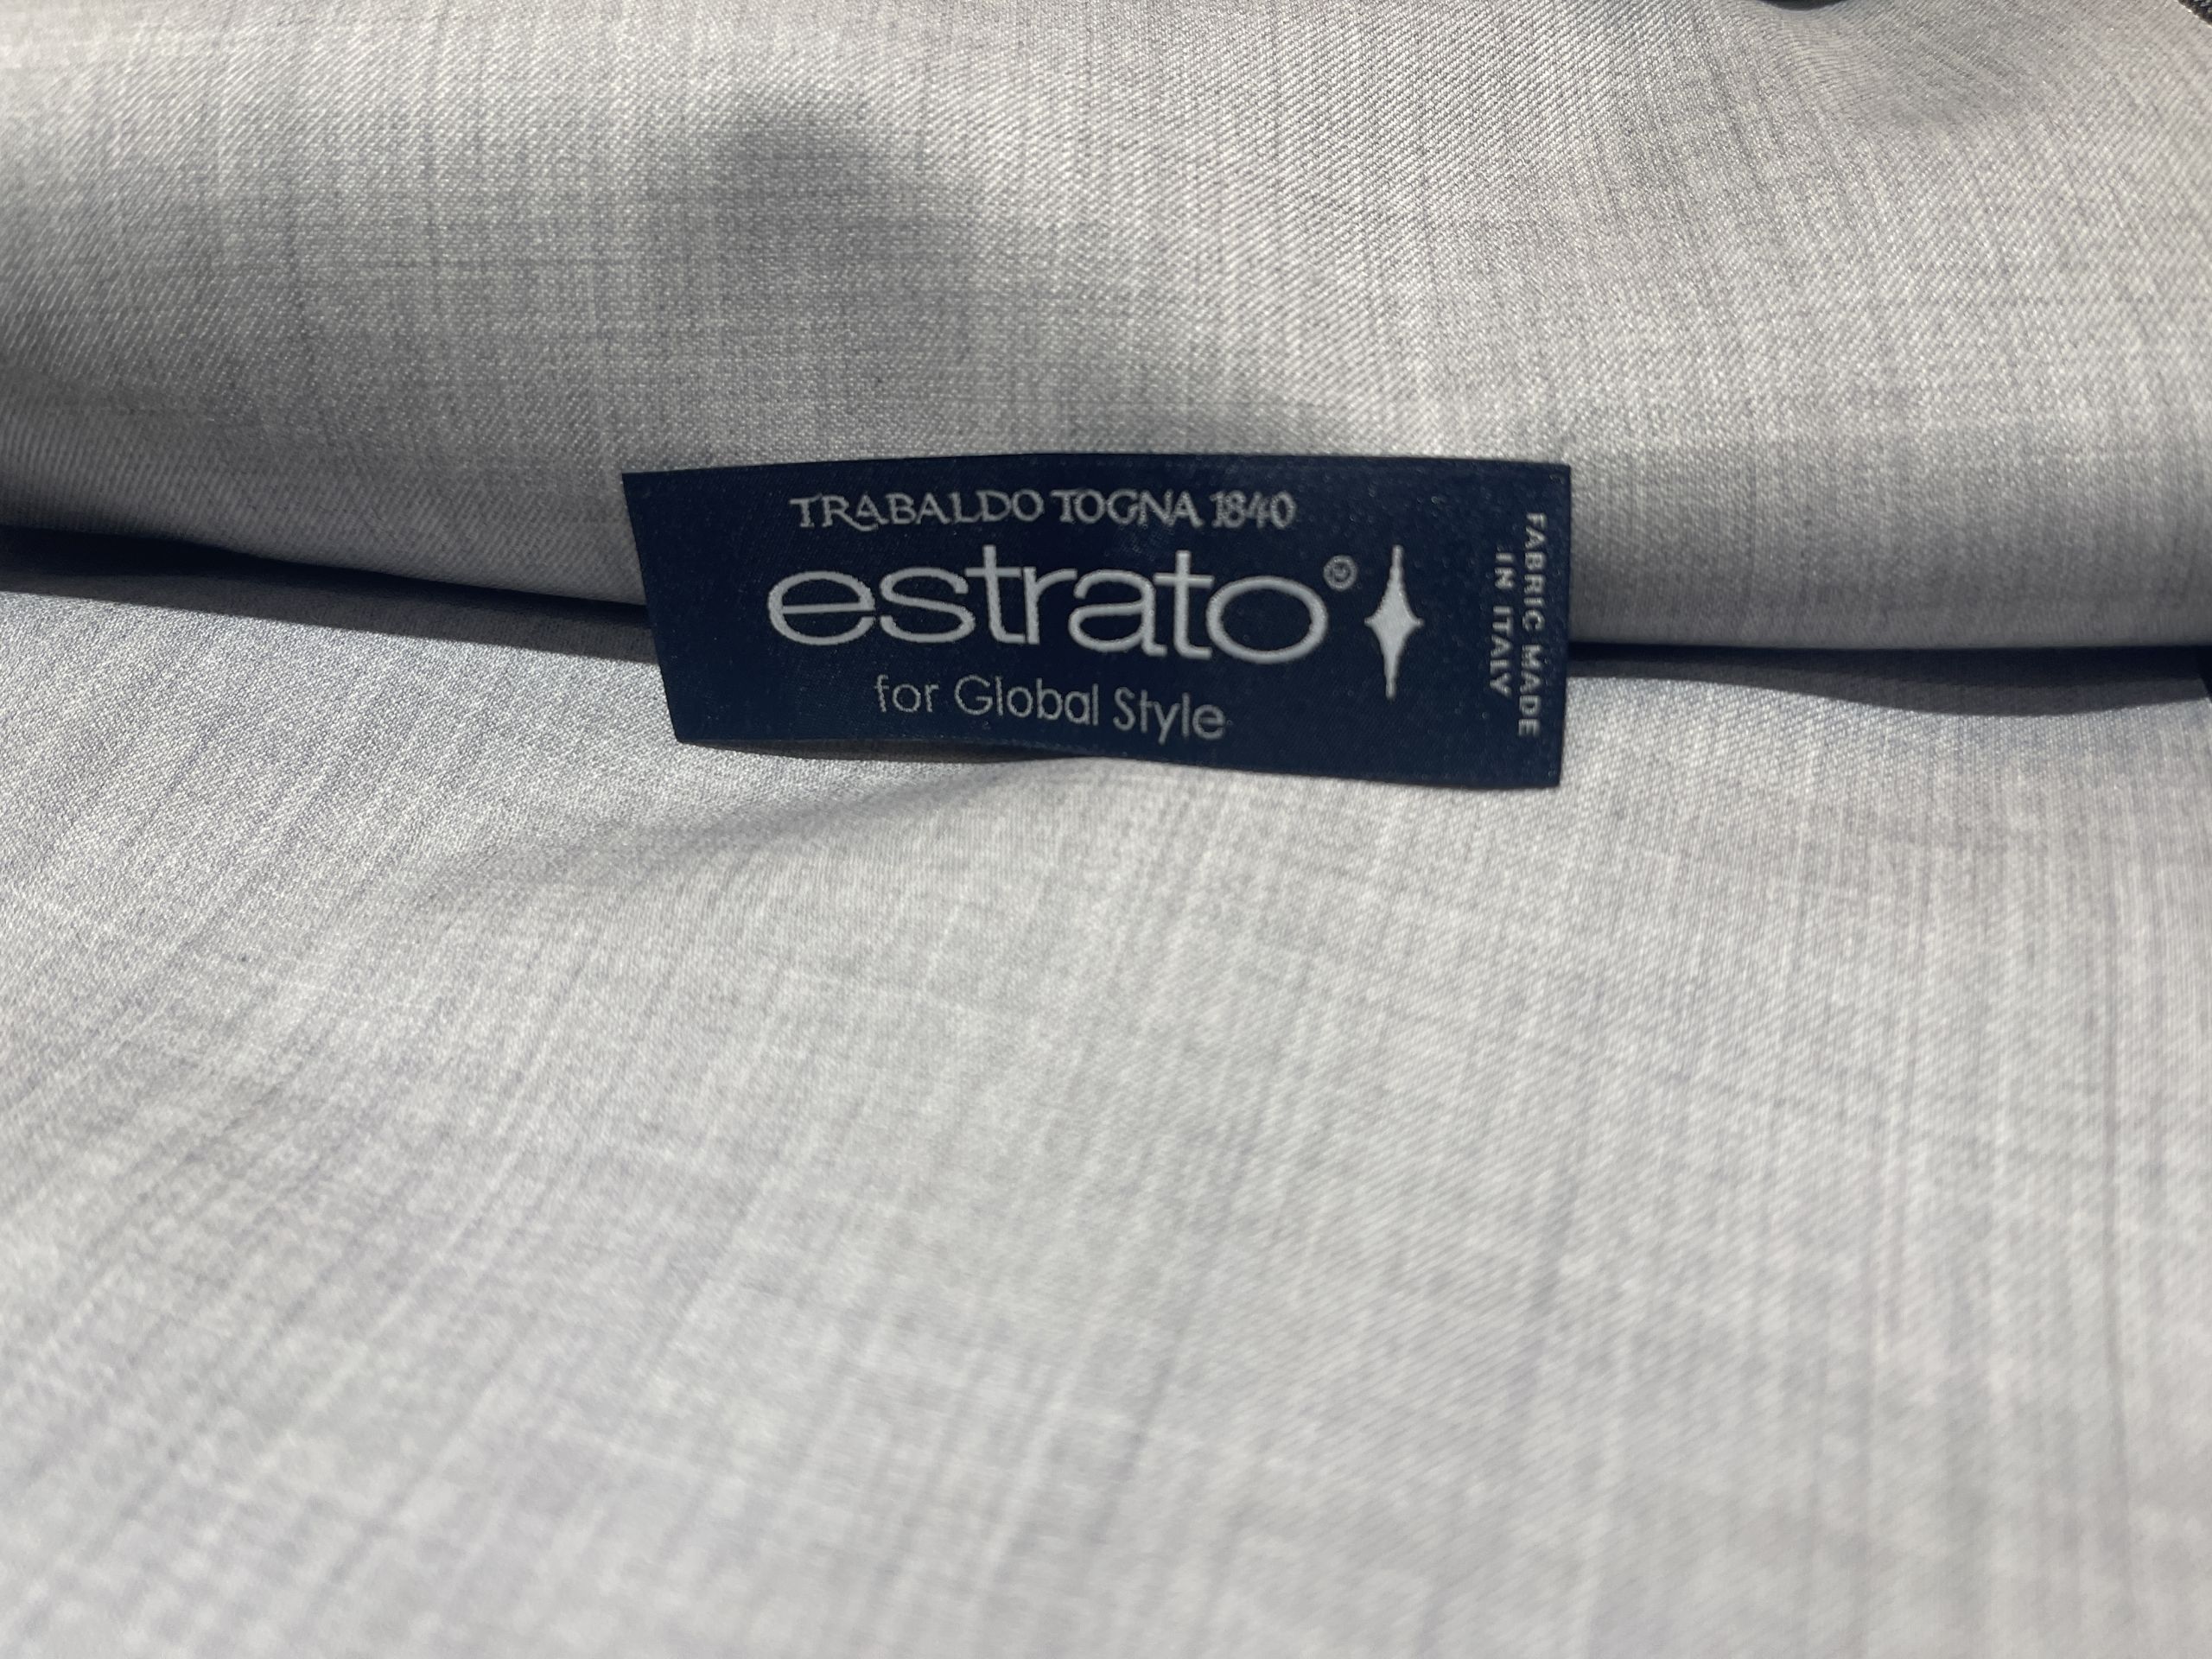 TRABALDO TOGNA 1840
estrato®
for Global Style
FABRIC MADE
IN ITALY